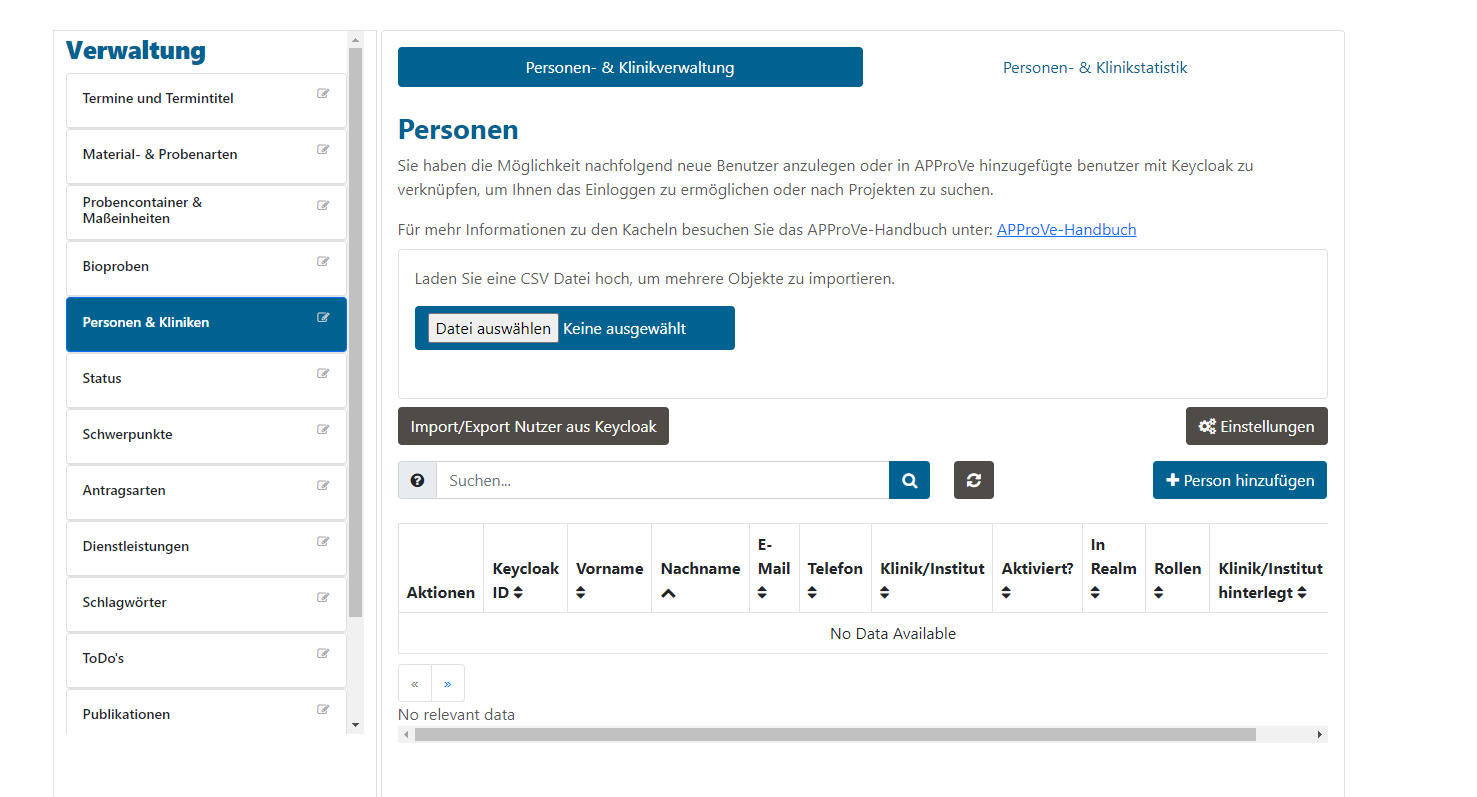 Verwaltung
Termine und Termintitel
Material- & Probenarten
Probencontainer &
Maßeinheiten
Bioproben
Personen & Kliniken
Status
Schwerpunkte
Antragsarten
Dienstleistungen
Schlagwörter
ToDo's
Publikationen
Personen- & Klinikverwaltung
Personen- & Klinikstatistik
Personen
Sie haben die Möglichkeit nachfolgend neue Benutzer anzulegen oder in APProVe hinzugefügte benutzer mit Keycloak zu
verknüpfen, um Ihnen das Einloggen zu ermöglichen oder nach Projekten zu suchen.
Für mehr Informationen zu den Kacheln besuchen Sie das APProVe-Handbuch unter: APProVe-Handbuch
Laden Sie eine CSV Datei hoch, um mehrere Objekte zu importieren.
Datei auswählen Keine ausgewählt
Import/Export Nutzer aus Keycloak
Einstellungen
Suchen...
Person hinzufügen
Aktionen
Keycloak
ID
Vorname
Nachname
E-
Mail
Telefon
Klinik/Institut
Aktiviert?
In
Realm
Rollen
Klinik/Institut
hinterlegt
No Data Available
« »
No relevant data